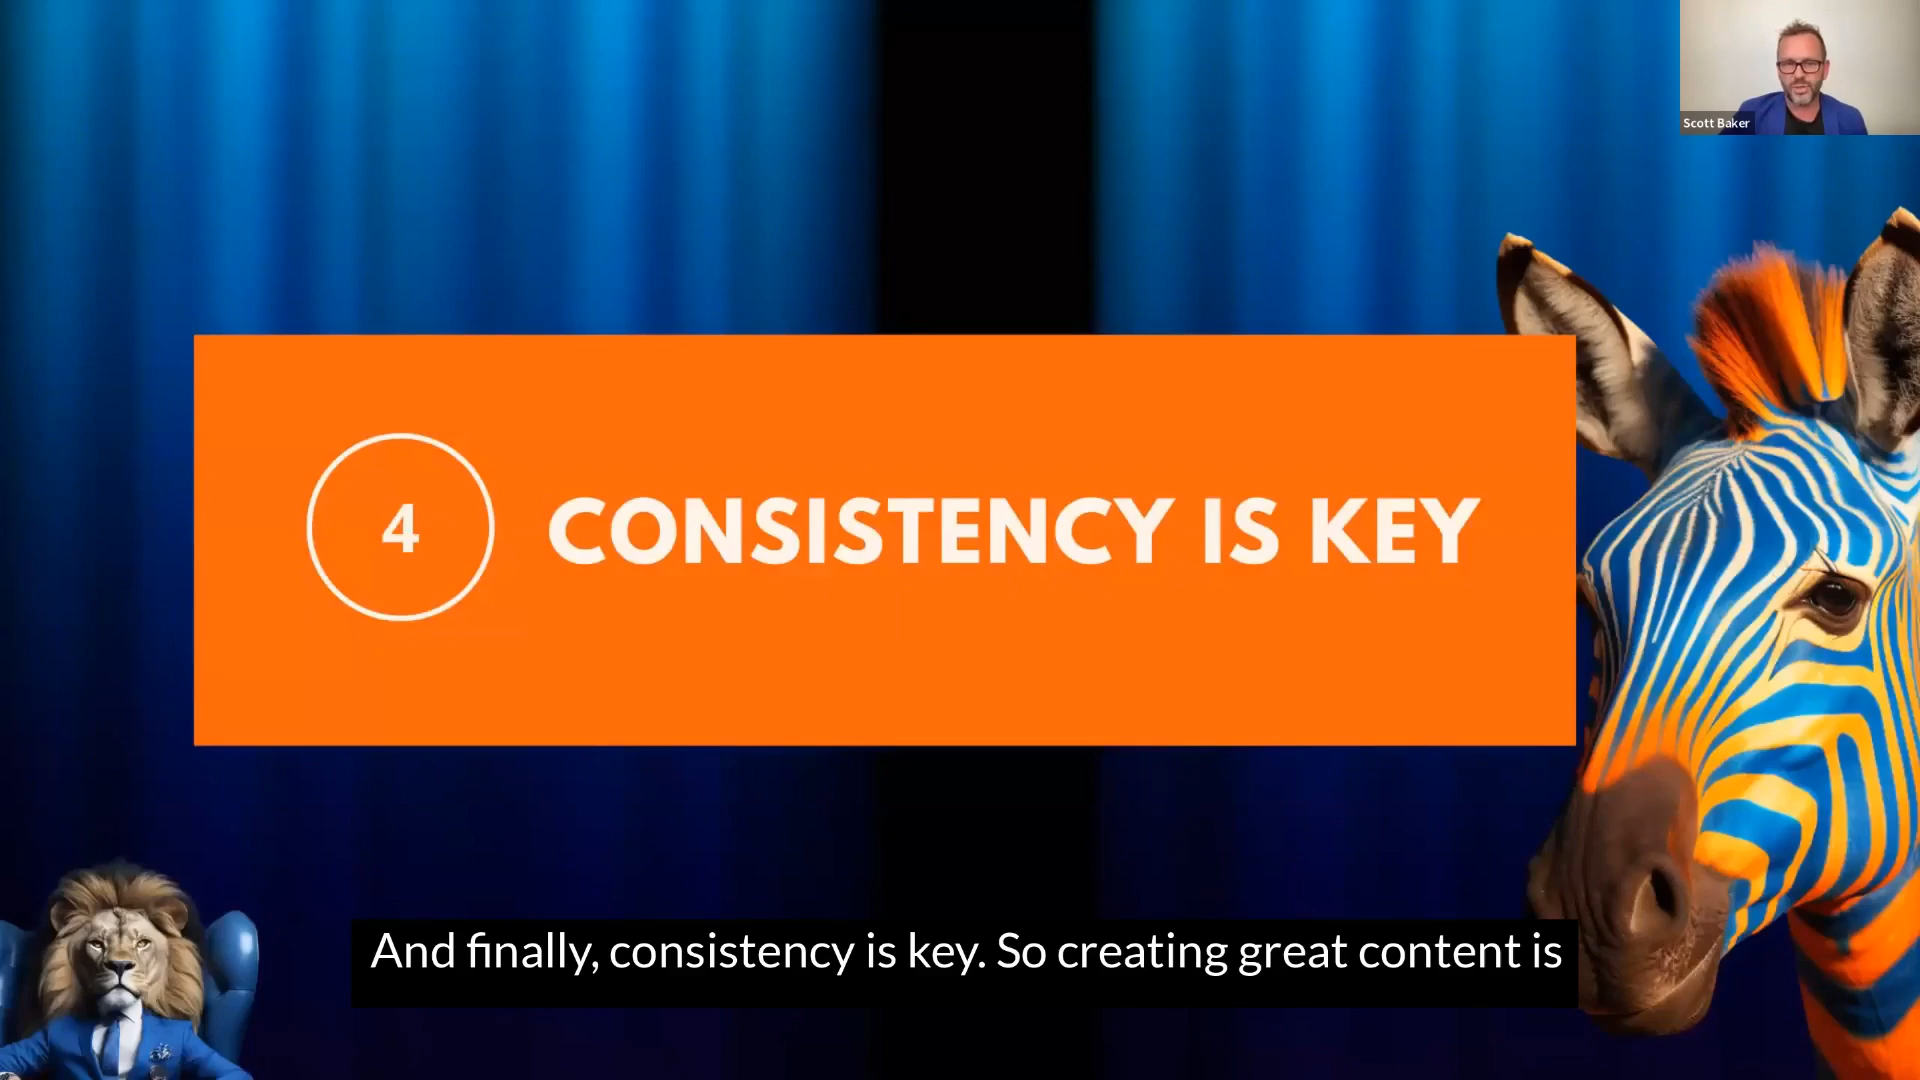 Scott Baker
4 CONSISTENCY IS KEY
And finally, consistency is key. So creating great content is